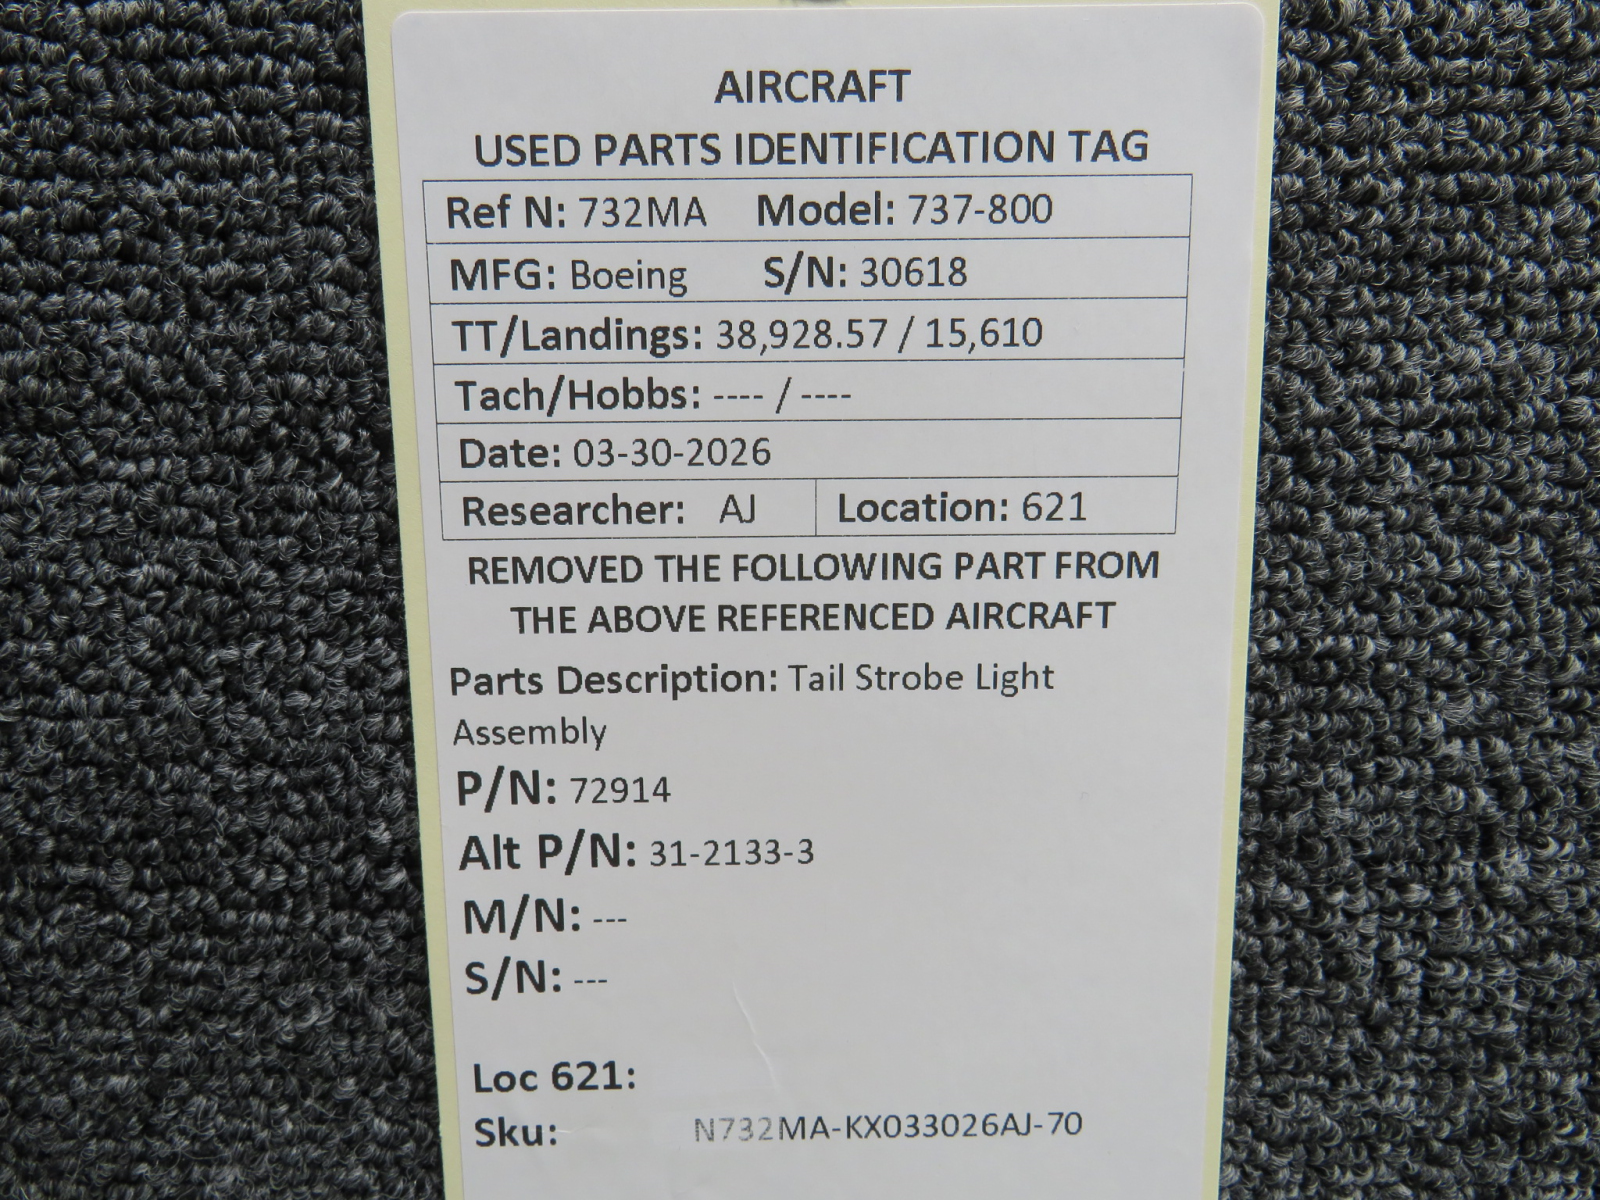 AIRCRAFT
USED PARTS IDENTIFICATION TAG
Ref N: 732MA Model: 737-800
MFG: Boeing S/N: 30618
TT/Landings: 38,928.57 / 15,610
Tach/Hobbs: ---- / ----
Date: 03-30-2026
Researcher: AJ Location: 621
REMOVED THE FOLLOWING PART FROM
THE ABOVE REFERENCED AIRCRAFT
Parts Description: Tail Strobe Light
Assembly
P/N: 72914
Alt P/N: 31-2133-3
M/N: ---
S/N: ---
Loc 621:
Sku: N732MA-KX033026AJ-70